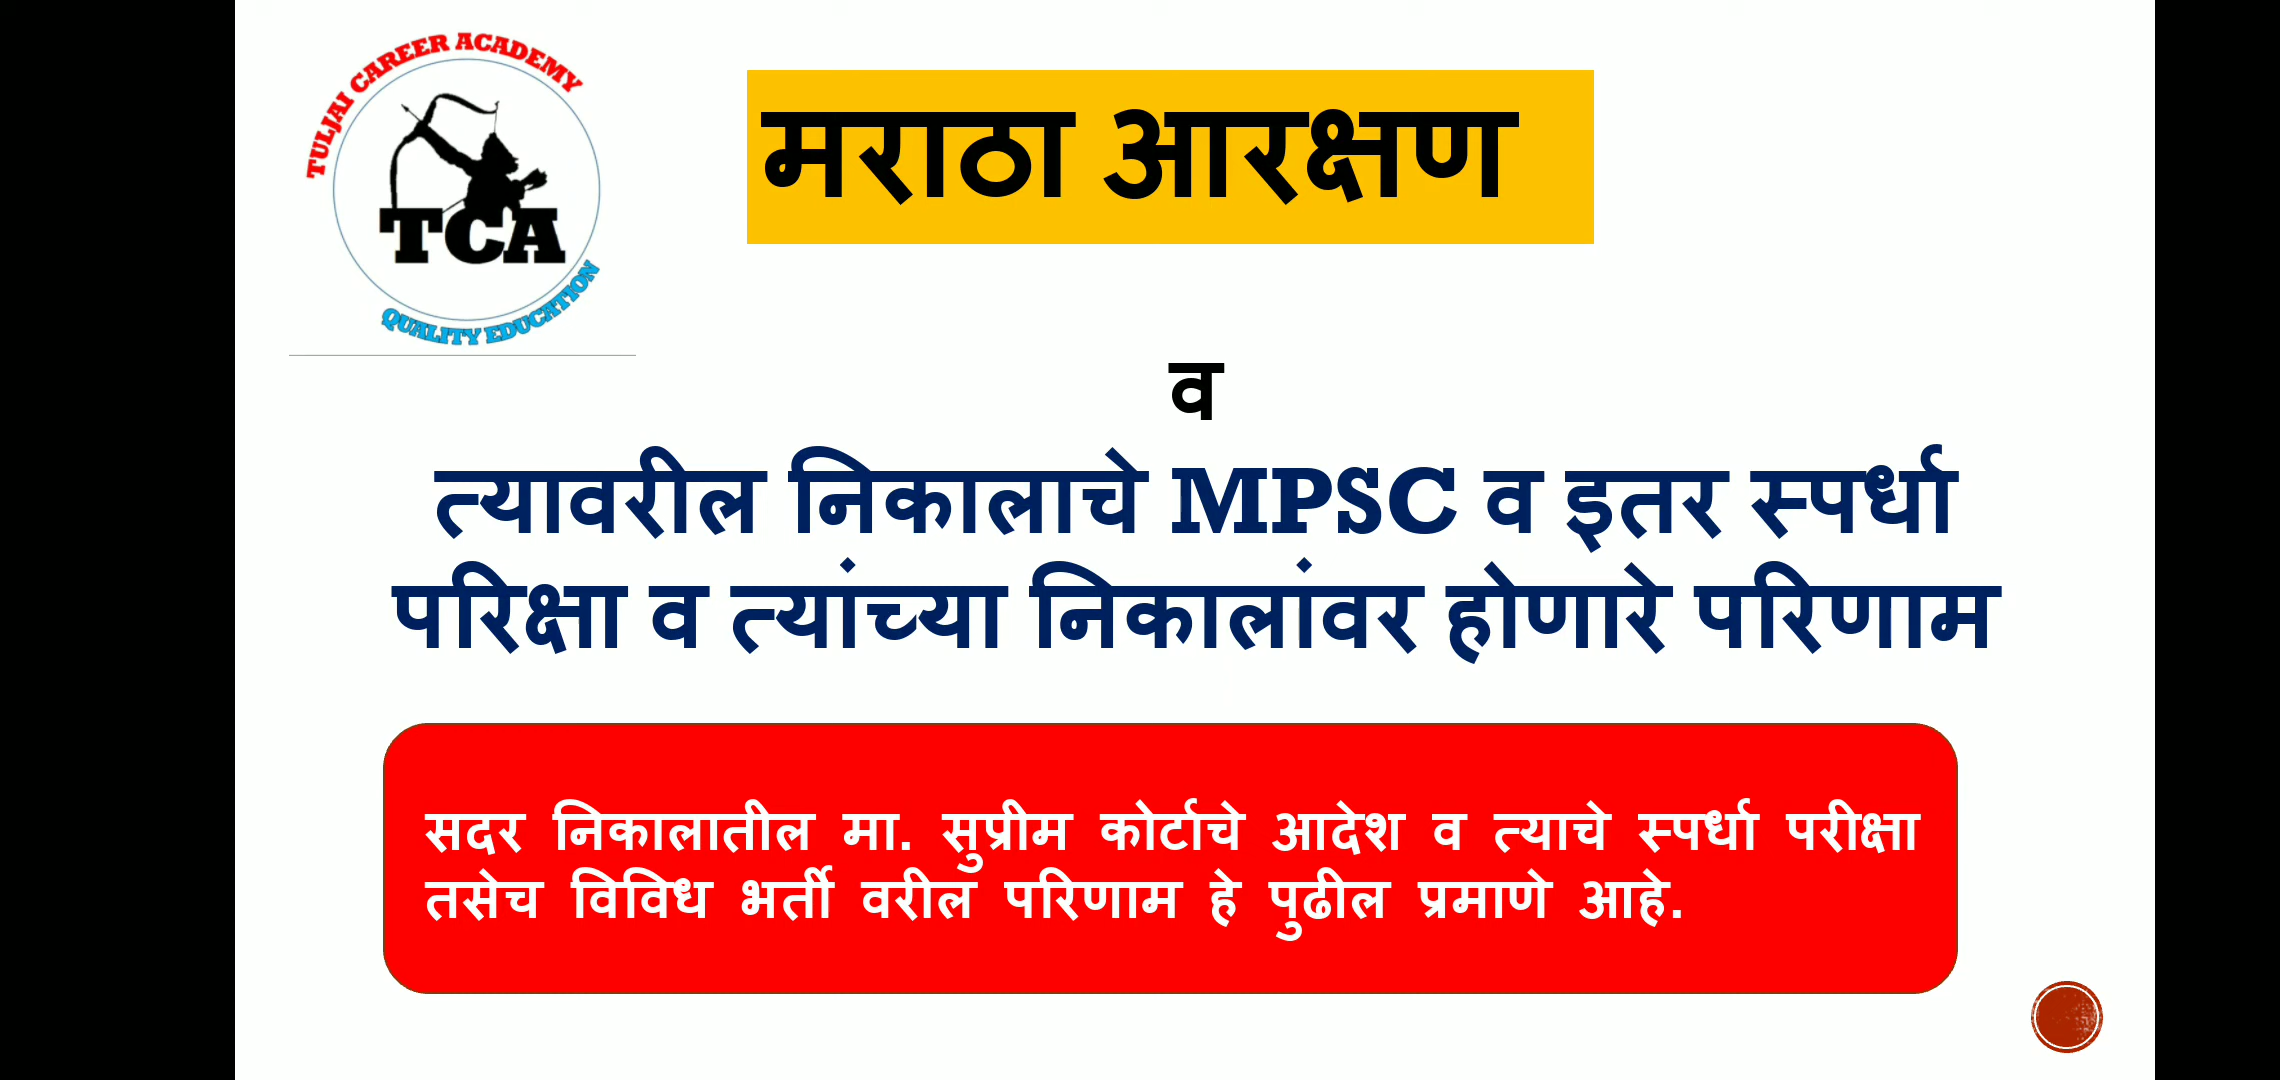 TULJAI CAREER ACADEMY
TCA
QUALITY EDUCATION
मराठा आरक्षण
व
त्यावरील निकालाचे MPSC व इतर स्पर्धा
परिक्षा व त्यांच्या निकालांवर होणारे परिणाम
सदर निकालातील मा. सुप्रीम कोर्टाचे आदेश व त्याचे स्पर्धा परीक्षा
तसेच विविध भर्ती वरील परिणाम हे पुढील प्रमाणे आहे.